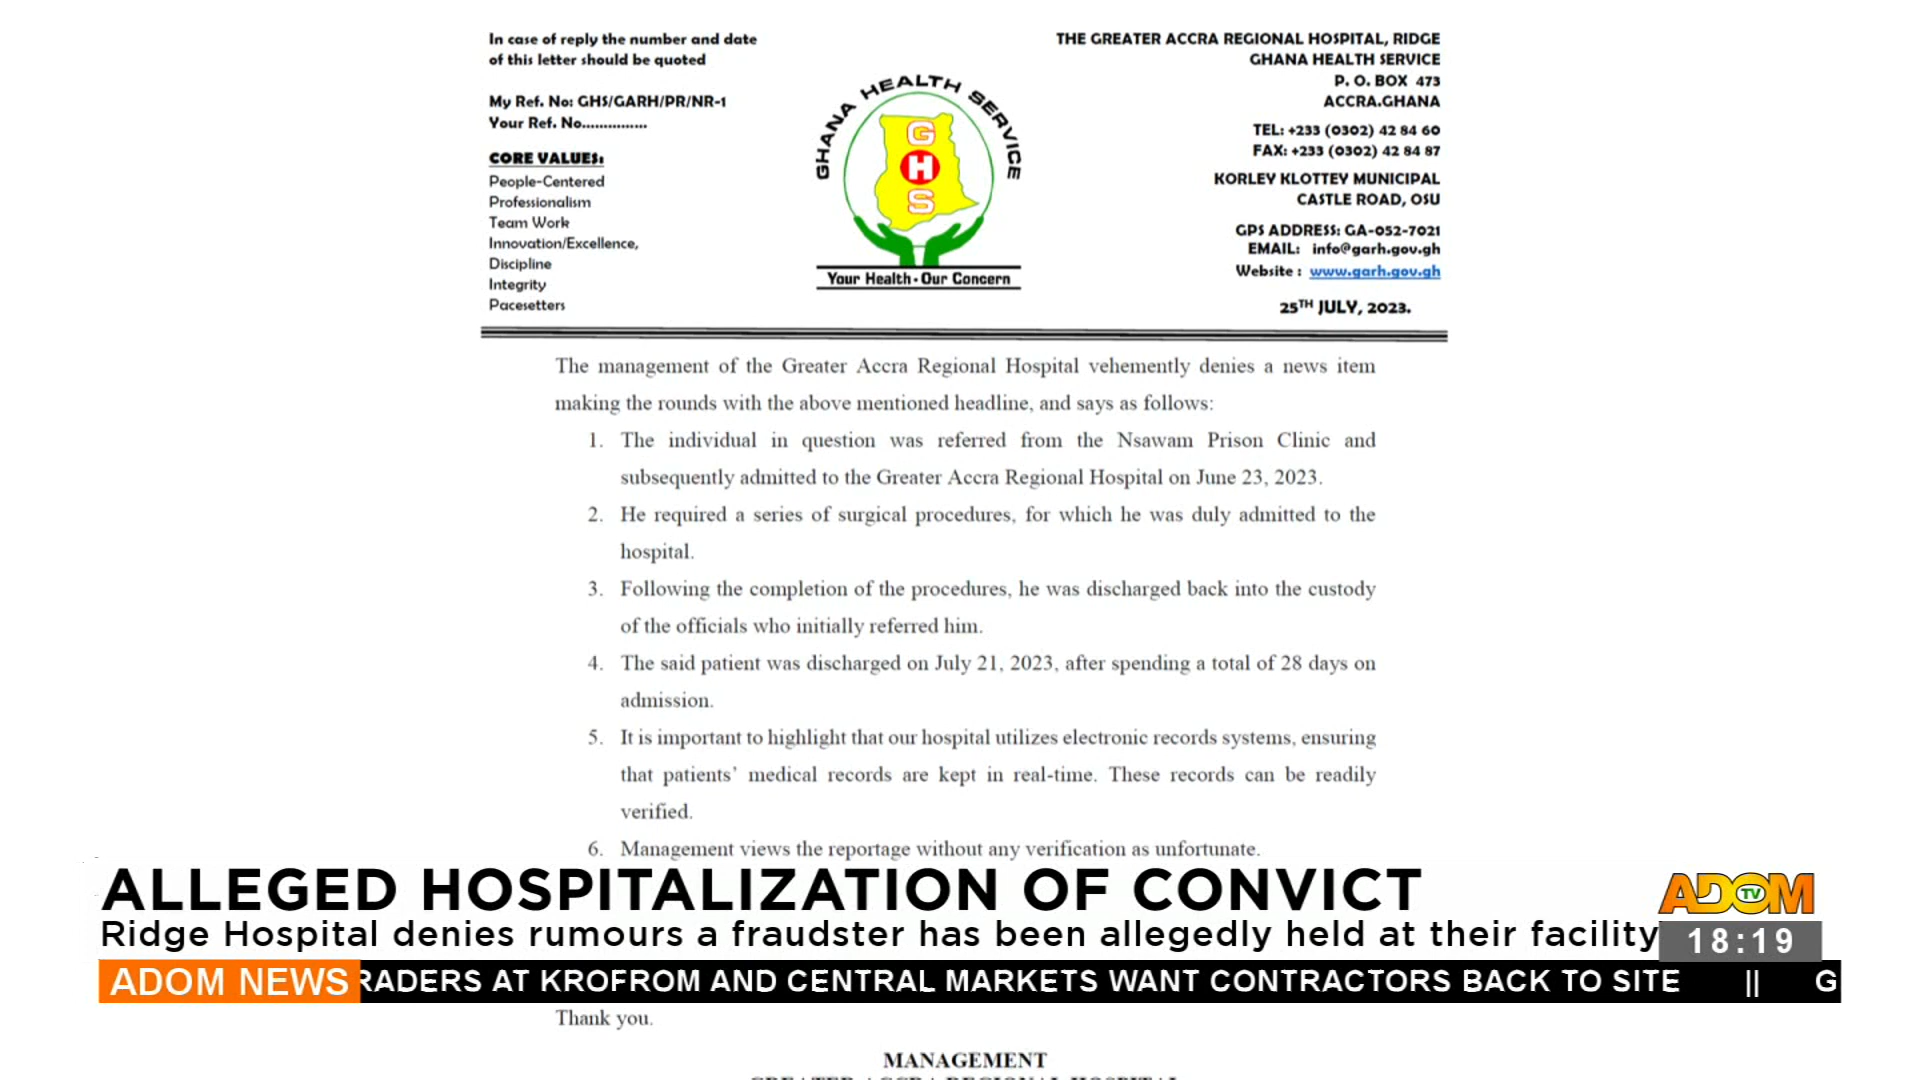 In case of reply the number and date
of this letter should be quoted
My Ref. No: GHS/GARH/PR/NR-1
Your Ref. No...............
CORE VALUES:
People-Centered
Professionalism
Team Work
Innovation/Excellence,
Discipline
Integrity
Pacesetters
GHANA HEALTH SERVICE
G
H
S
Your Health - Our Concern
THE GREATER ACCRA REGIONAL HOSPITAL, RIDGE
GHANA HEALTH SERVICE
P. O. BOX 473
ACCRA.GHANA
TEL: +233 (0302) 42 84 60
FAX: +233 (0302) 42 84 87
KORLEY KLOTTEY MUNICIPAL
CASTLE ROAD, OSU
GPS ADDRESS: GA-052-7021
EMAIL: info@garh.gov.gh
Website : www.garh.gov.gh
25TH JULY, 2023.
The management of the Greater Accra Regional Hospital vehemently denies a news item
making the rounds with the above mentioned headline, and says as follows:
1. The individual in question was referred from the Nsawam Prison Clinic and
subsequently admitted to the Greater Accra Regional Hospital on June 23, 2023.
2. He required a series of surgical procedures, for which he was duly admitted to the
hospital.
3. Following the completion of the procedures, he was discharged back into the custody
of the officials who initially referred him.
4. The said patient was discharged on July 21, 2023, after spending a total of 28 days on
admission.
5. It is important to highlight that our hospital utilizes electronic records systems, ensuring
that patients' medical records are kept in real-time. These records can be readily
verified.
6. Management views the reportage without any verification as unfortunate.
ALLEGED HOSPITALIZATION OF CONVICT
Ridge Hospital denies rumours a fraudster has been allegedly held at their facility
ADOM TV
18:19
ADOM NEWS
RADERS AT KROFROM AND CENTRAL MARKETS WANT CONTRACTORS BACK TO SITE || G
Thank you.
MANAGEMENT
GREATER ACCRA REGIONAL HOSPITAL